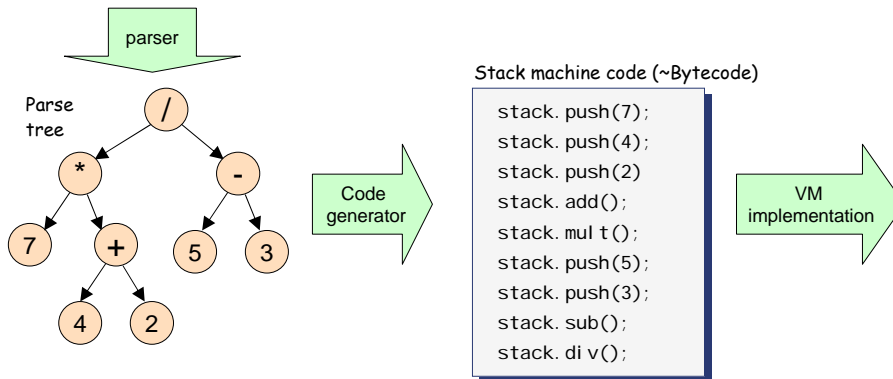 parser
Parse
tree
/
*
-
7
+
5
3
4
2
Code
generator
Stack machine code (~Bytecode)
stack.push(7);
stack.push(4);
stack.push(2)
stack.add();
stack.mult();
stack.push(5);
stack.push(3);
stack.sub();
stack.div();
VM
implementation